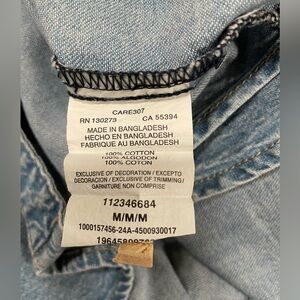 CARE307
RN 130273 CA 55394
MADE IN BANGLADESH
HECHO EN BANGLADESH
FABRIQUE AU BANGLADESH
100% COTTON
100% ALGODON
100% COTON
EXCLUSIVE OF DECORATION / EXCEPTO
DECORACION / EXCLUSIVE OF TRIMMING/
GARNITURE NON COMPRISE
112346684
M/M/M
1000157456-24A-4500930017